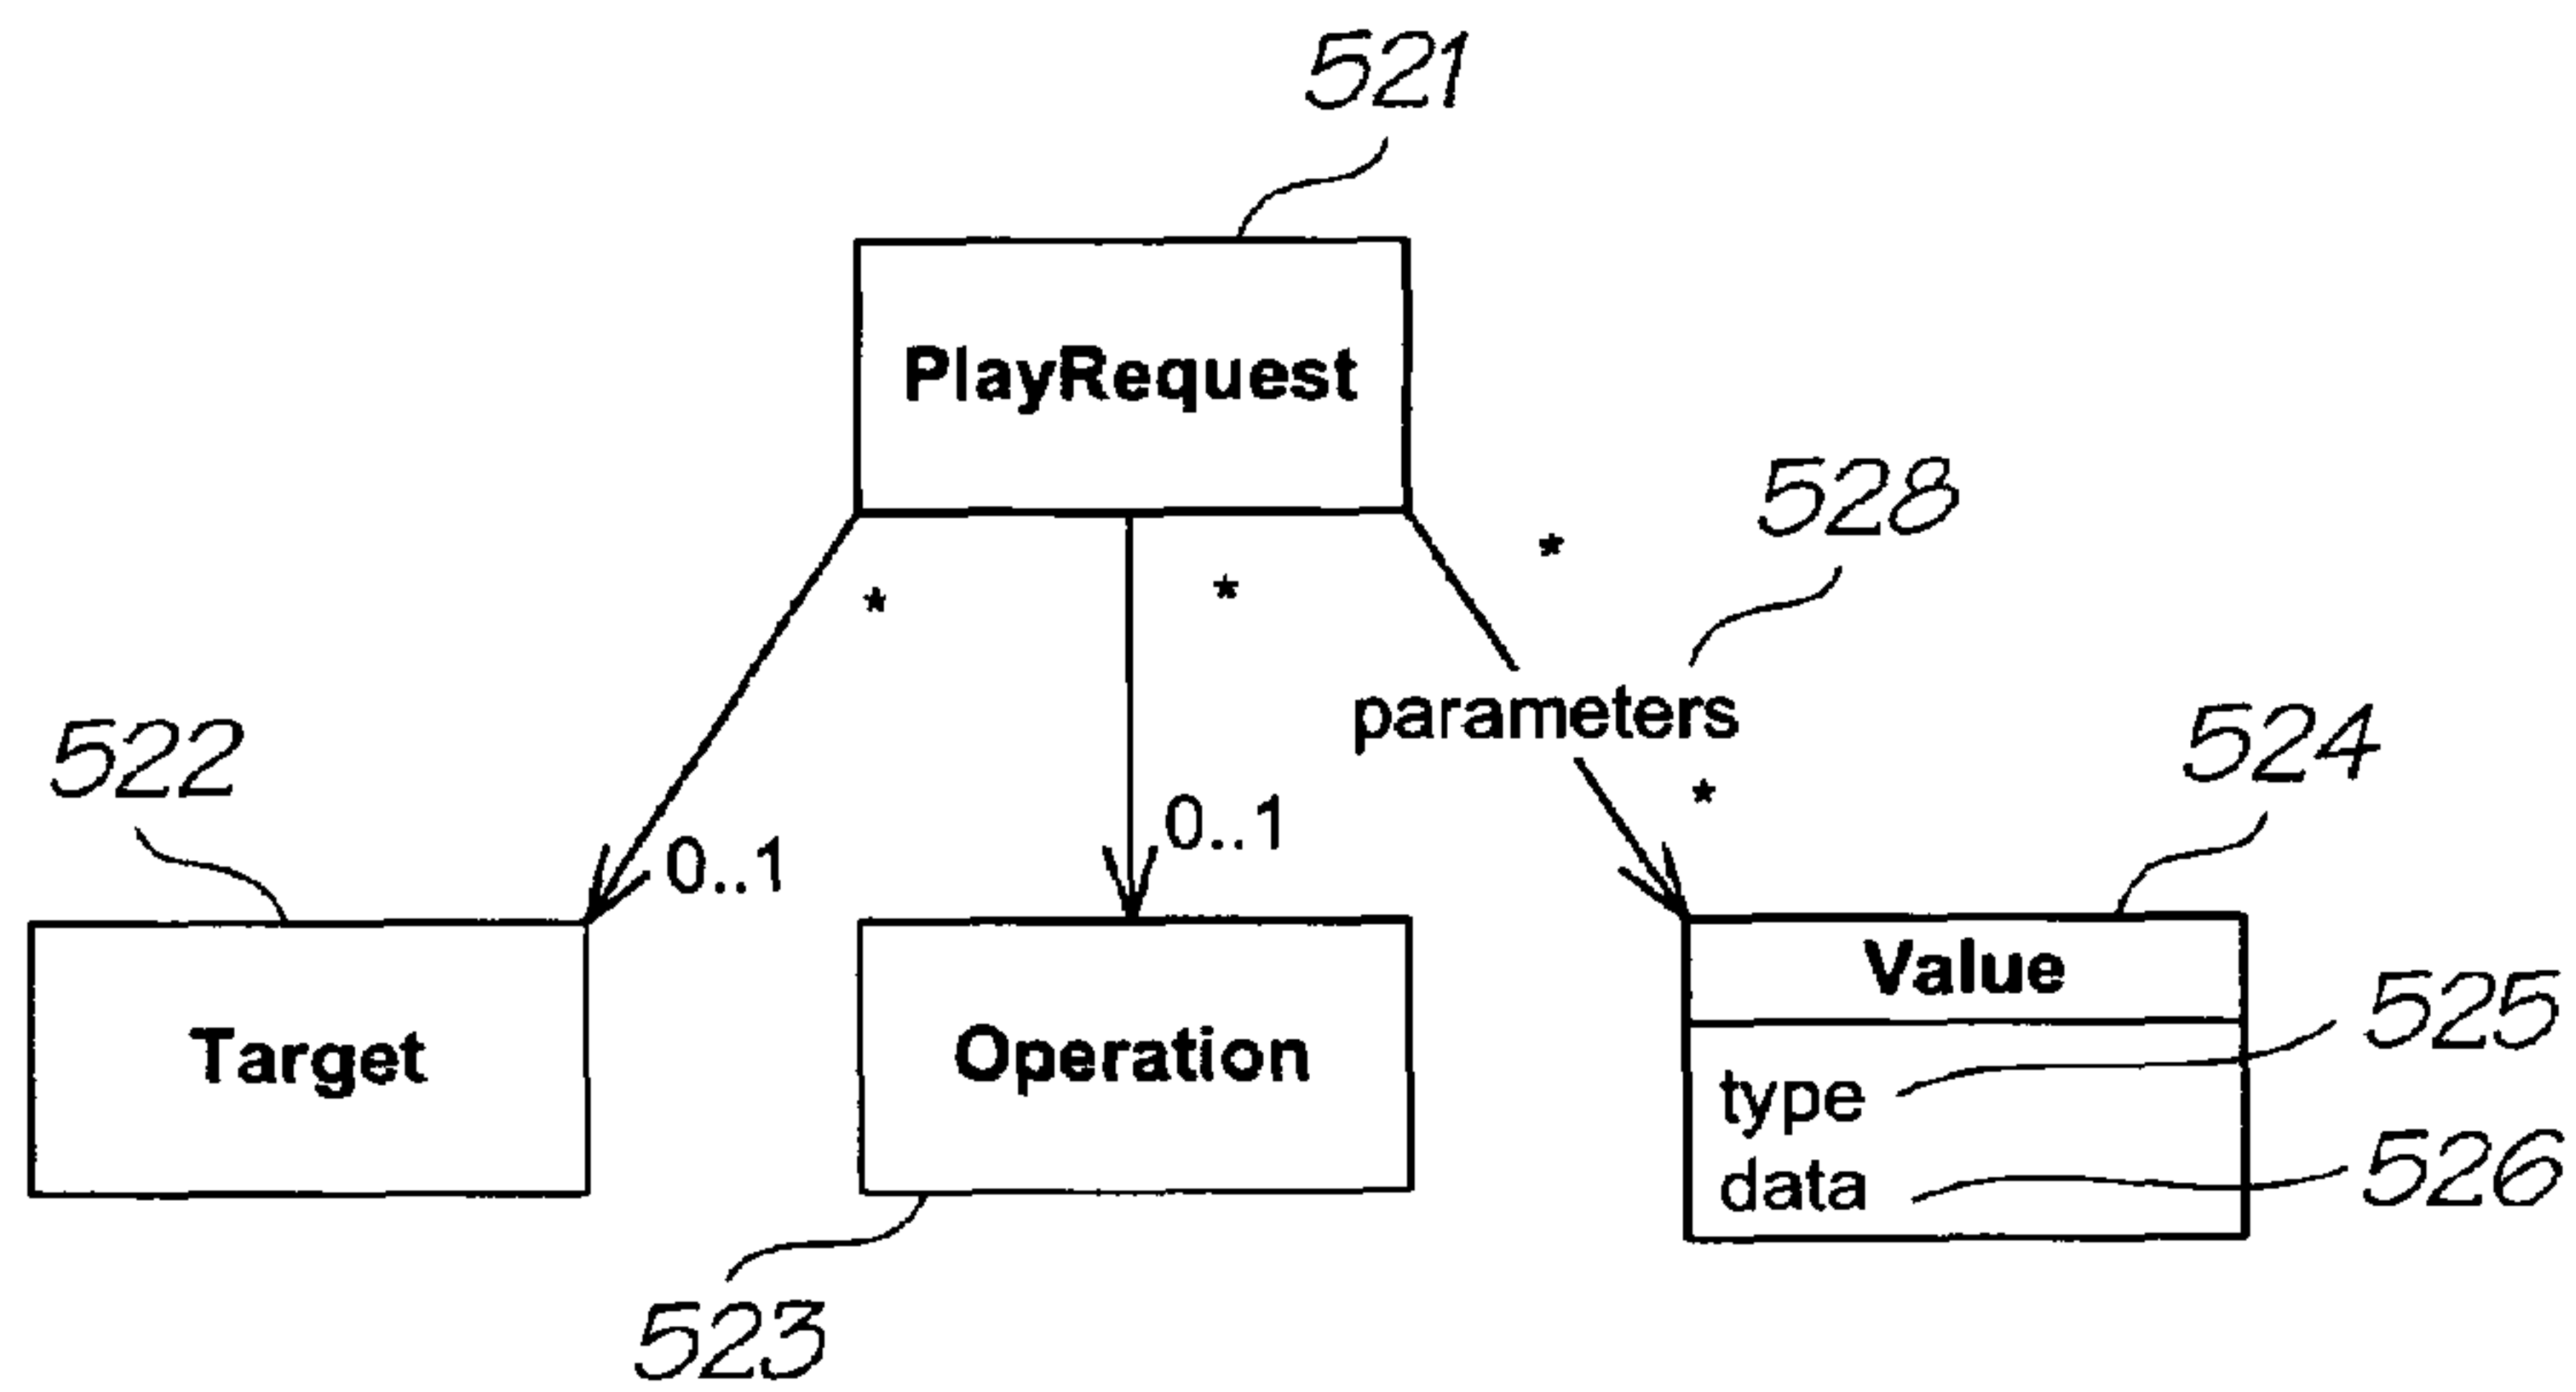 521
PlayRequest
528
*
*
*
parameters
522
524
*
0..1
0..1
Value
525
Target
Operation
type
data
526
523